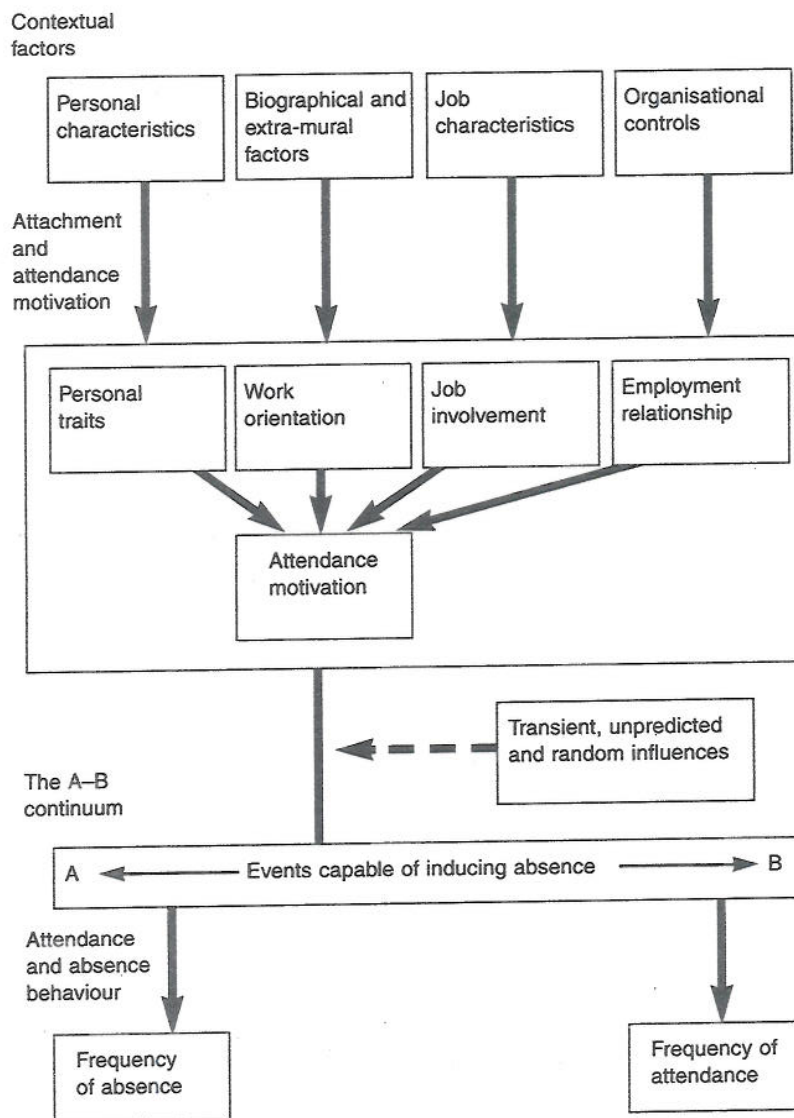 Contextual
factors
Personal
characteristics
Biographical and
extra-mural
factors
Job
characteristics
Organisational
controls
Attachment
and
attendance
motivation
Personal
traits
Work
orientation
Job
involvement
Employment
relationship
Attendance
motivation
Transient, unpredicted
and random influences
The A–B
continuum
A
Events capable of inducing absence
B
Attendance
and absence
behaviour
Frequency
of absence
Frequency of
attendance